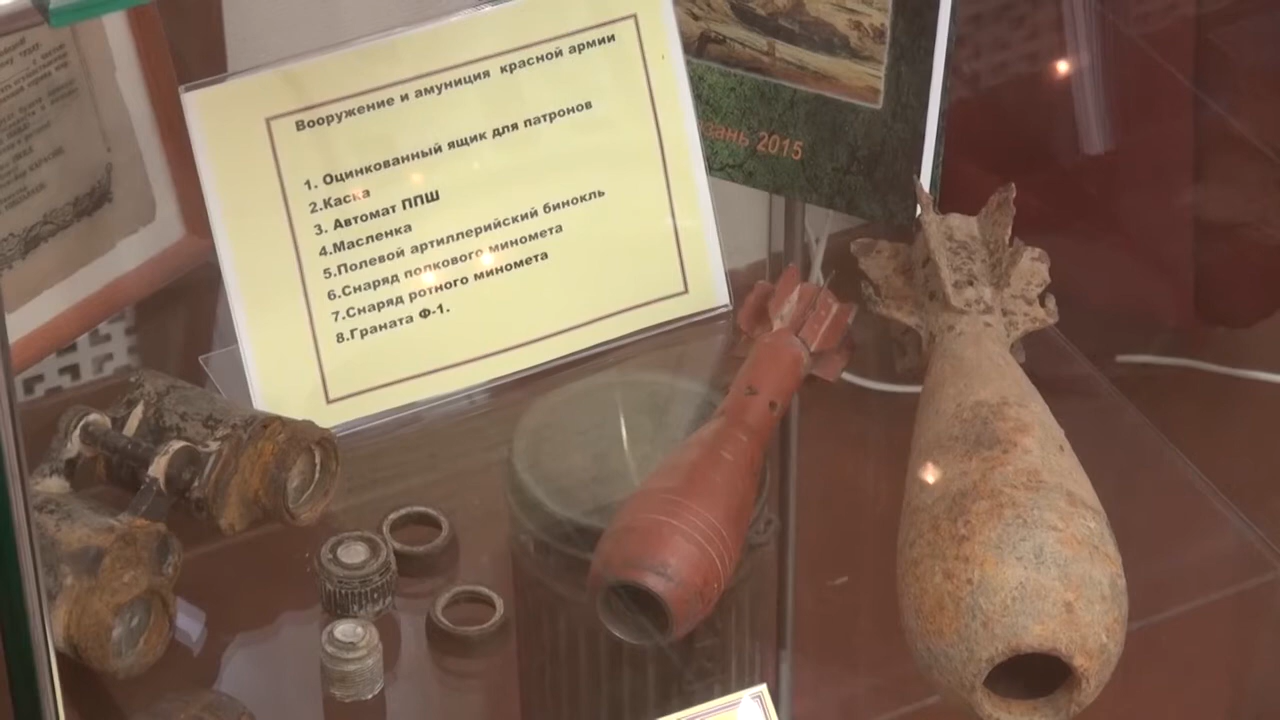 Вооружение и амуниция красной армии
1. Оцинкованный ящик для патронов
2.Каска
3. Автомат ППШ
4.Масленка
5.Полевой артиллерийский бинокль
6.Снаряд полкового миномета
7.Снаряд ротного миномета
8.Граната Ф-1.
2015